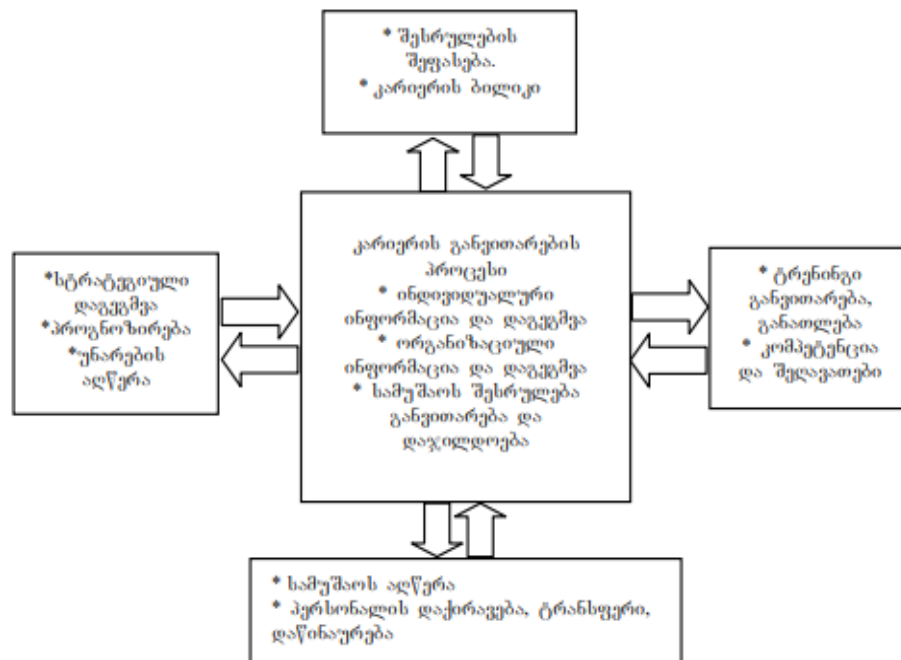 * შესრულების
შეფასება.
* კარიერის ბილიკი
*სტრატეგიული
დაგეგმვა
*პროგნოზირება
*უნარების
აღწერა
კარიერის განვითარების
პროცესი
* ინდივიდუალური
ინფორმაცია და დაგეგმვა
* ორგანიზაციული
ინფორმაცია და დაგეგმვა
* სამუშაოს შესრულება
განვითარება და
დაჯილდოება
* ტრენინგი
განვითარება,
განათლება
* კომპეტენცია
და შეღავათები
* სამუშაოს აღწერა
* პერსონალის დაქირავება, ტრანსფერი,
დაწინაურება